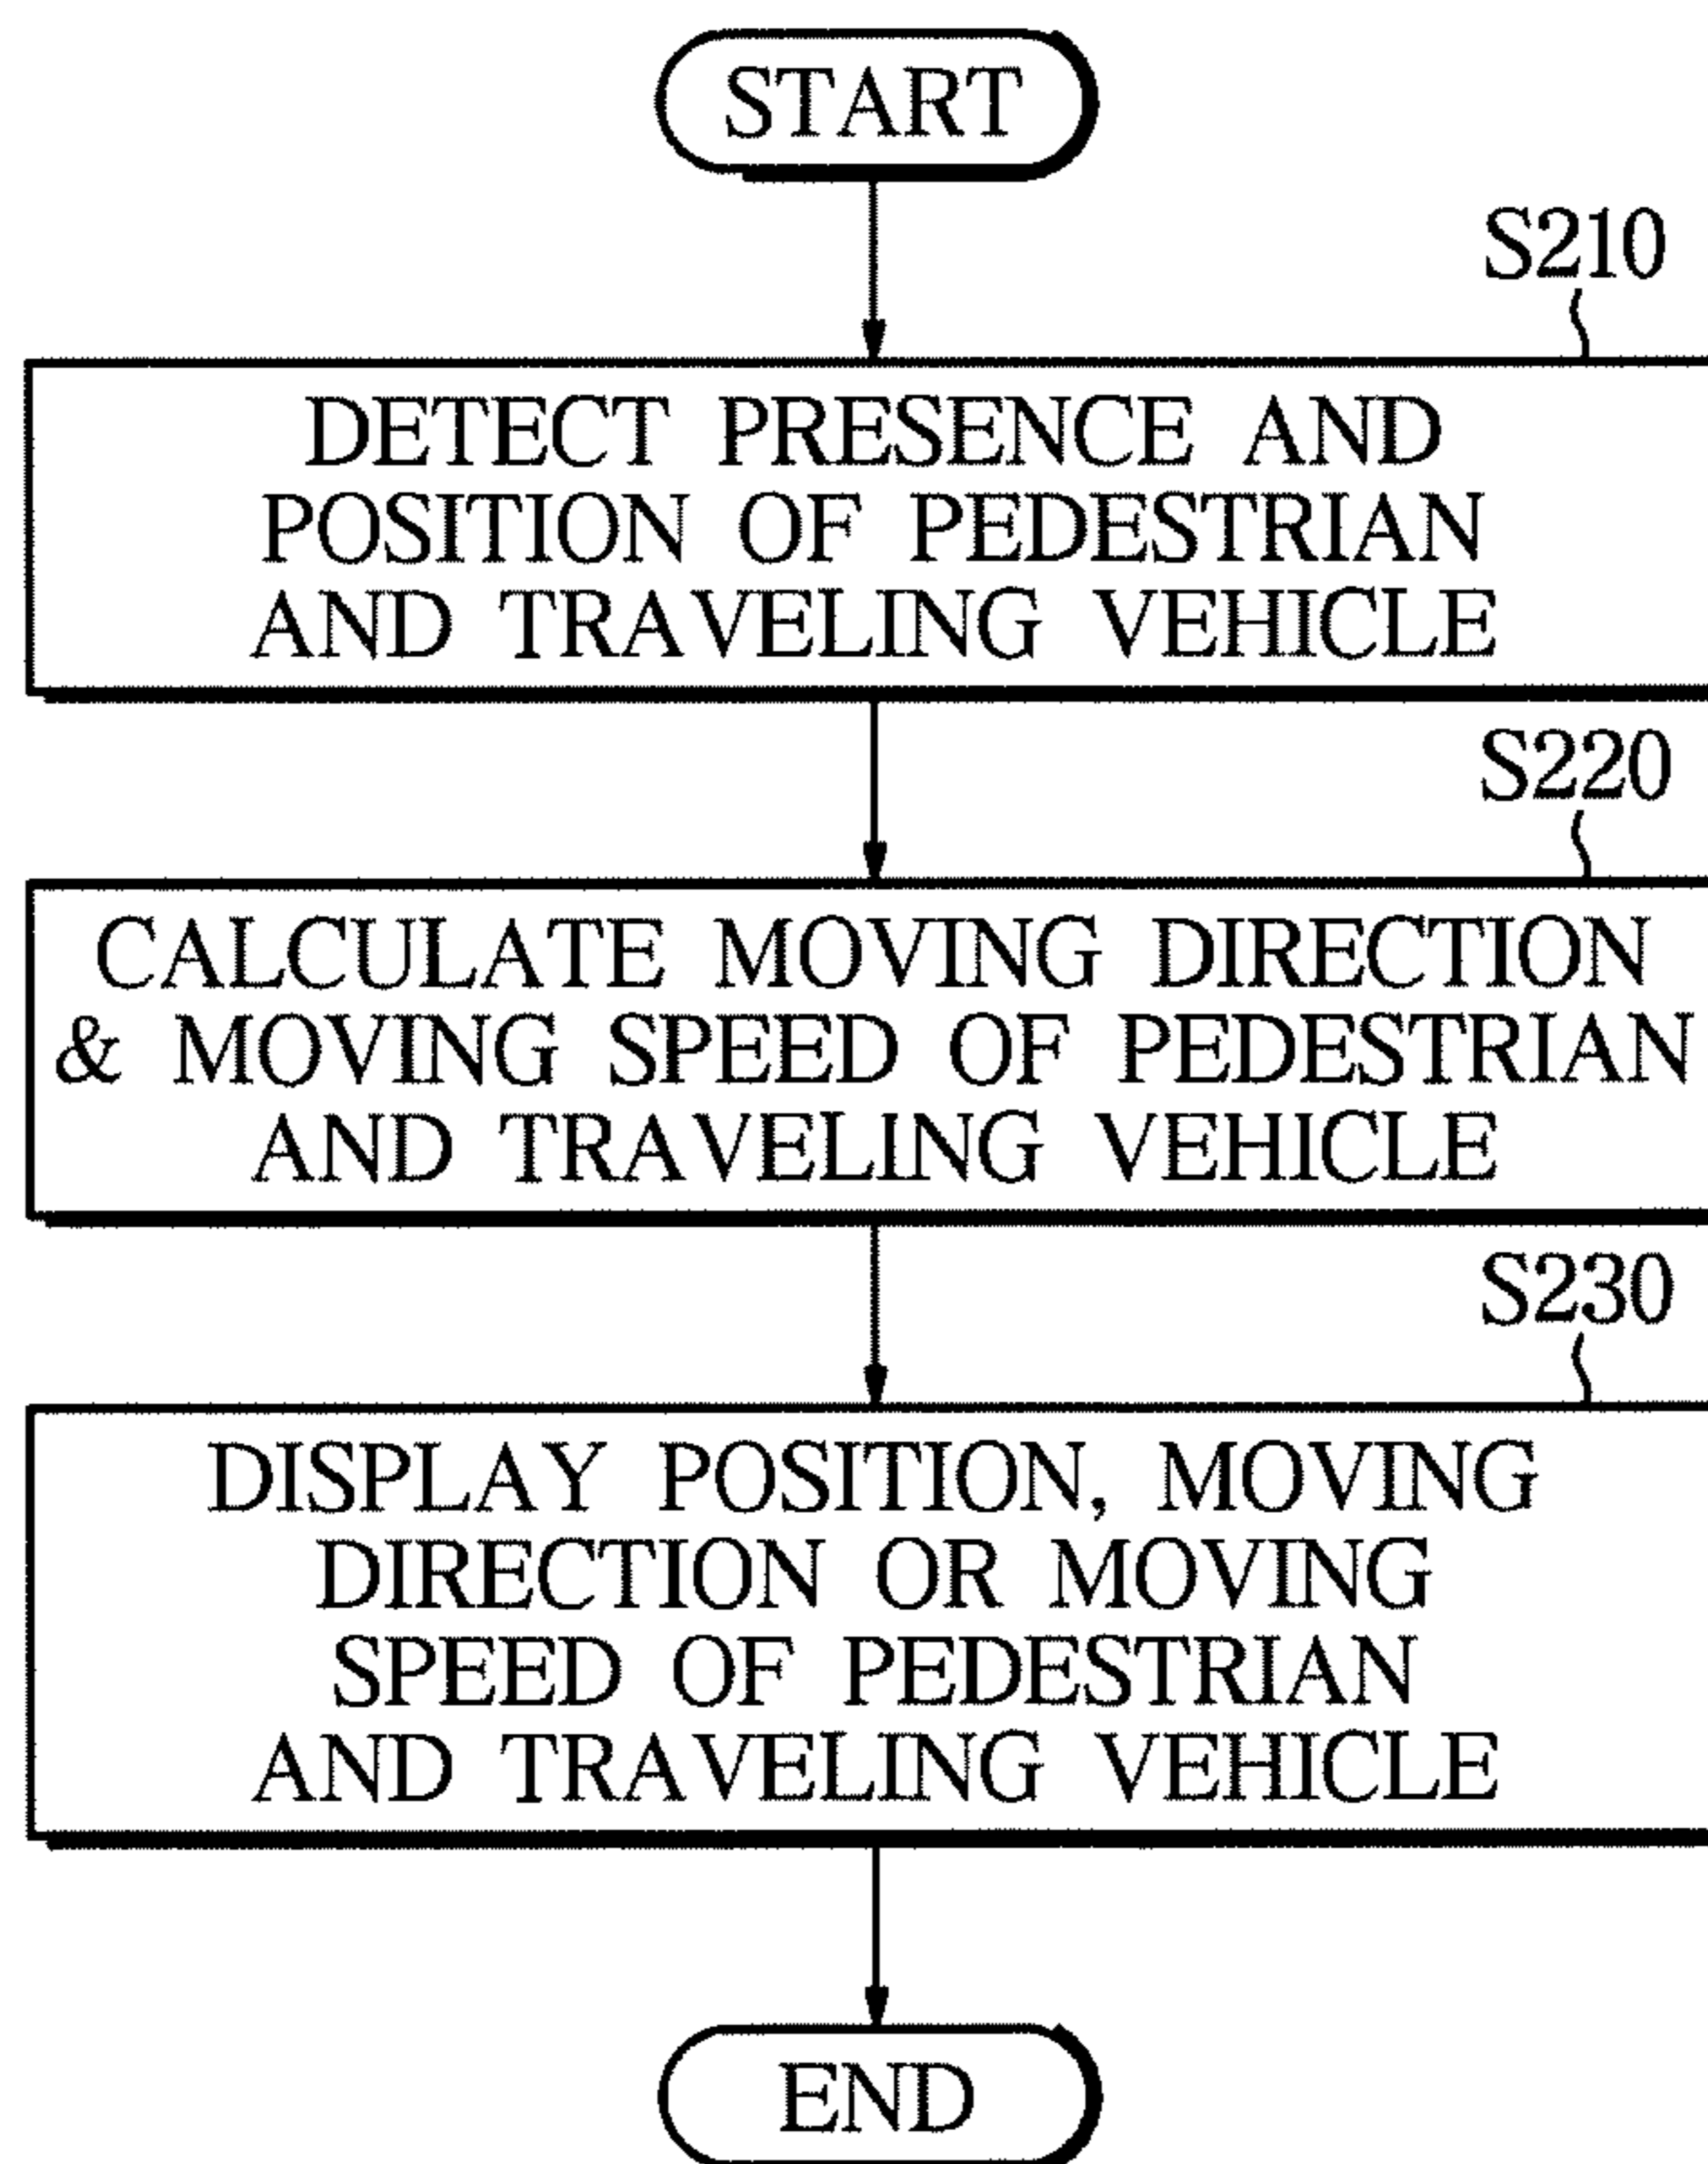 START
S210
DETECT PRESENCE AND
POSITION OF PEDESTRIAN
AND TRAVELING VEHICLE
S220
CALCULATE MOVING DIRECTION
& MOVING SPEED OF PEDESTRIAN
AND TRAVELING VEHICLE
S230
DISPLAY POSITION, MOVING
DIRECTION OR MOVING
SPEED OF PEDESTRIAN
AND TRAVELING VEHICLE
END